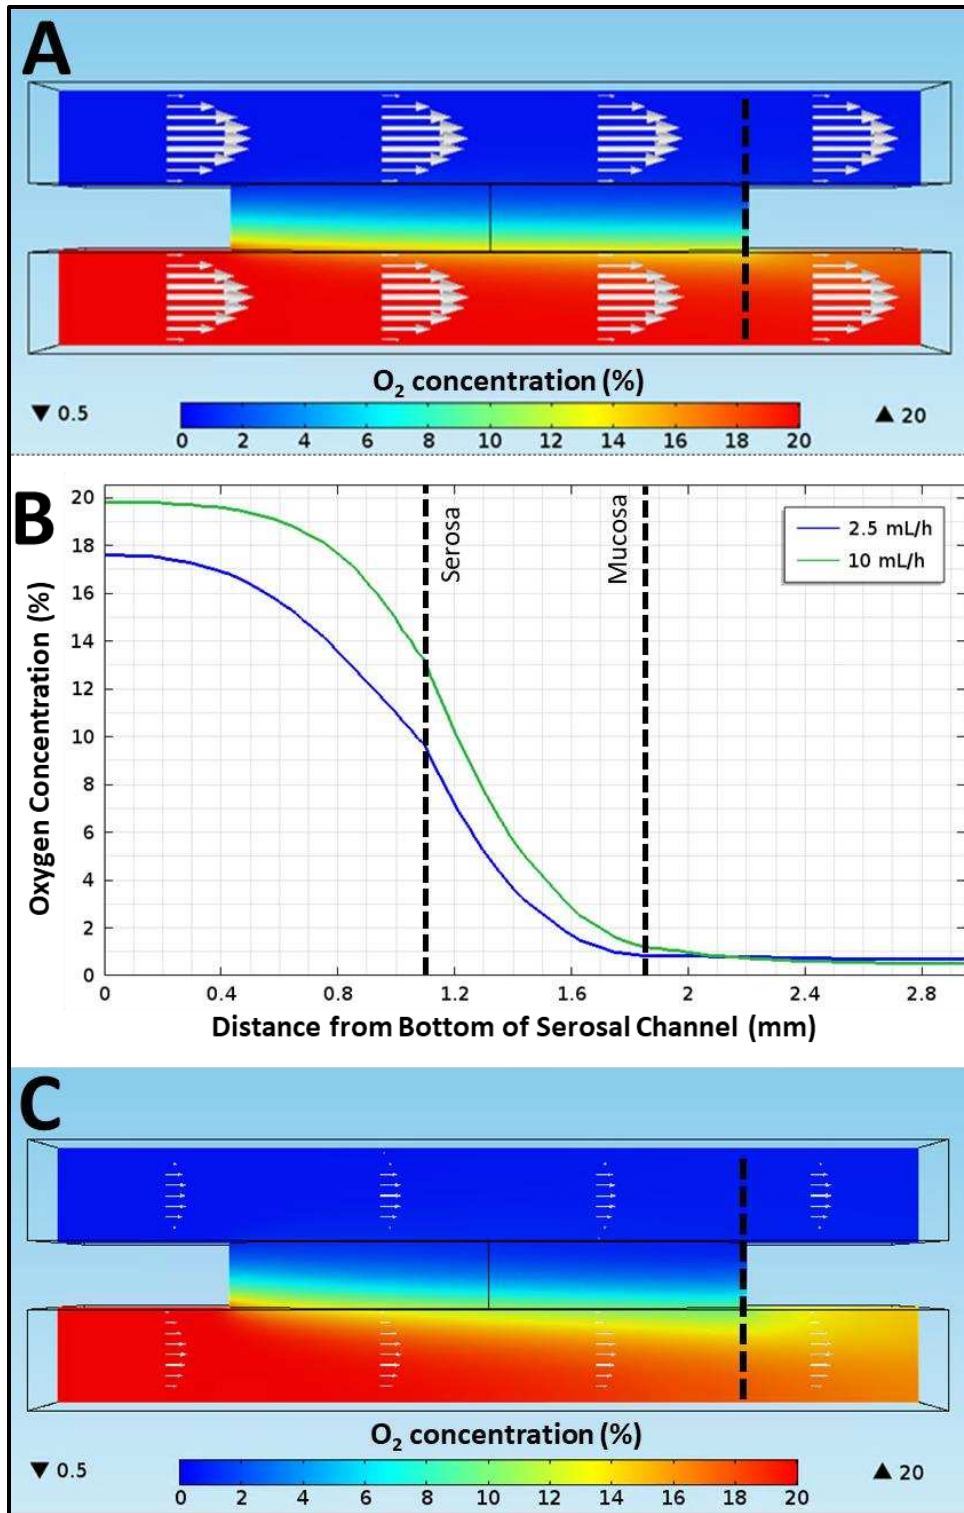 A
O2 concentration (%)
▼ 0.5
▲ 20
0 2 4 6 8 10 12 14 16 18 20
B
20
18
16
14
12
10
8
6
4
2
0
Oxygen Concentration (%)
Serosa
Mucosa
2.5 mL/h
10 mL/h
0 0.4 0.8 1.2 1.6 2 2.4 2.8
Distance from Bottom of Serosal Channel (mm)
C
O2 concentration (%)
▼ 0.5
▲ 20
0 2 4 6 8 10 12 14 16 18 20